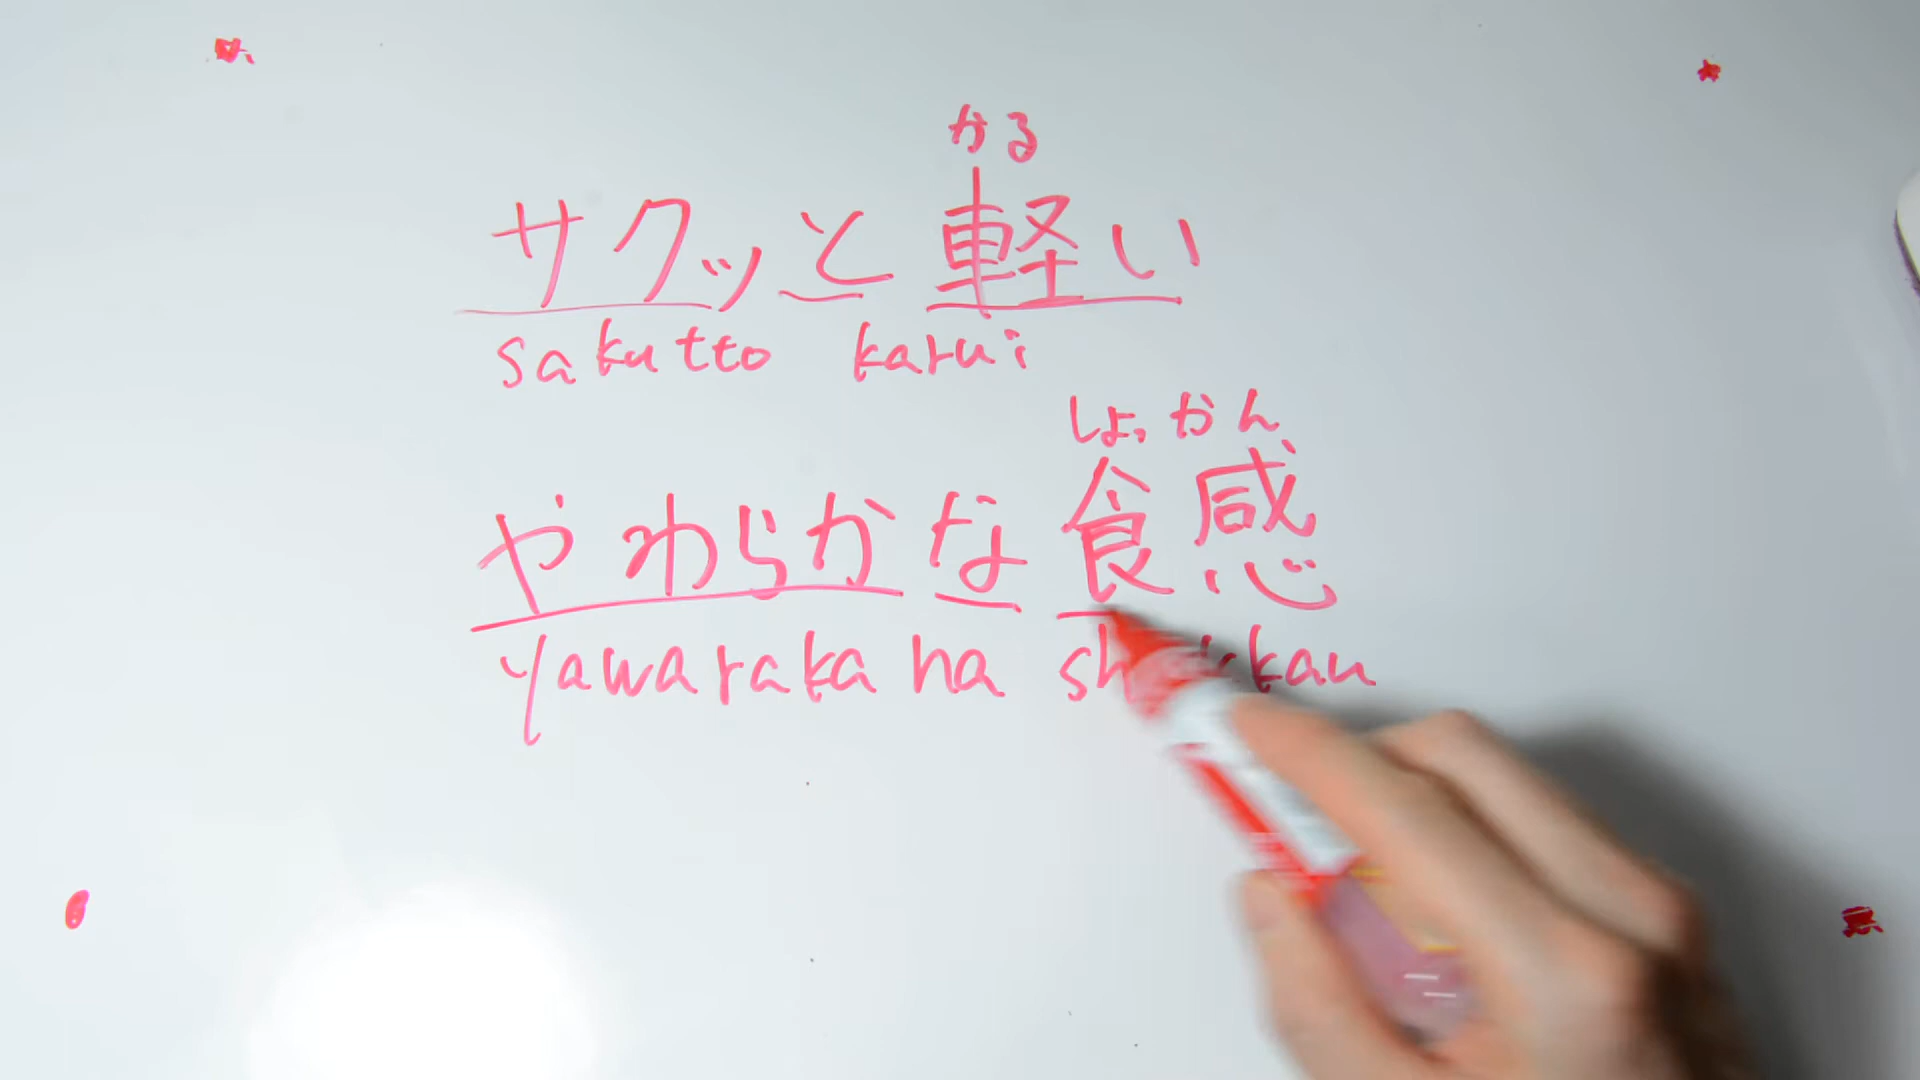 かる
サクッと軽い
sakutto karui
しょっかん
やわらかな食感
yawaraka na